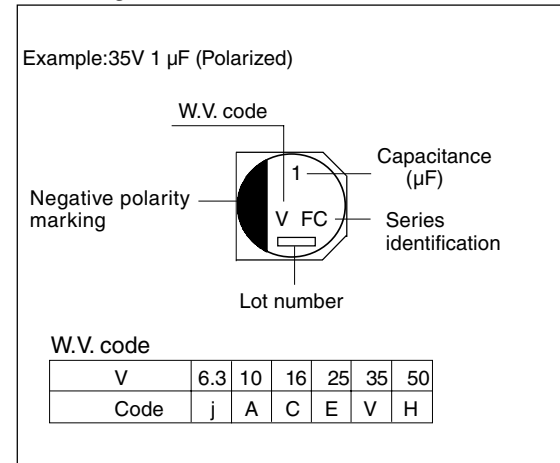 Example:35V 1 µF (Polarized)
W.V. code
Capacitance
(µF)
1
Negative polarity
marking
V FC
Series
identification
Lot number
W.V. code
V 6.3 10 16 25 35 50
Code j A C E V H